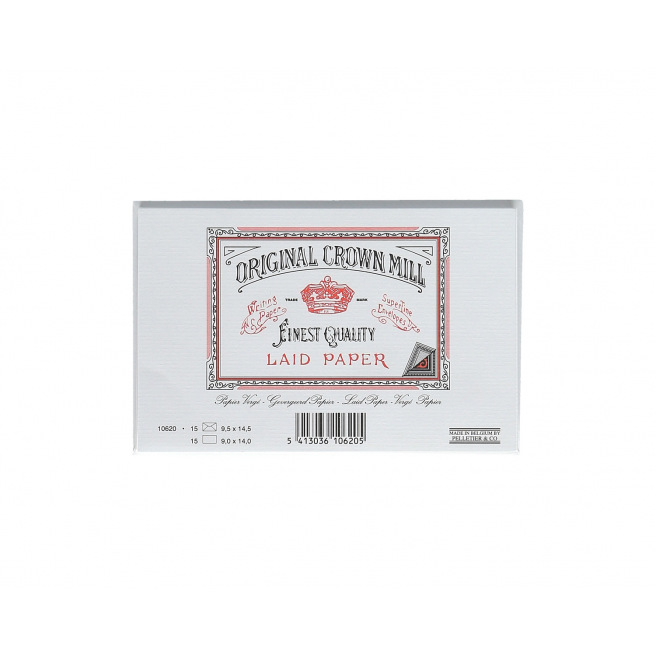 ORIGINAL CROWN MILL
Writing & Paper
TRADE MARK
Superfine Envelopes
FINEST QUALITY
LAID PAPER
Papier Vergé - Gevergeerd Papier - Laid Paper - Vergé Papier
10620 • 15 9,5 x 14,5
15 9,0 x 14,0
5 413036 106205
MADE IN BELGIUM BY
PELLETIER & CO